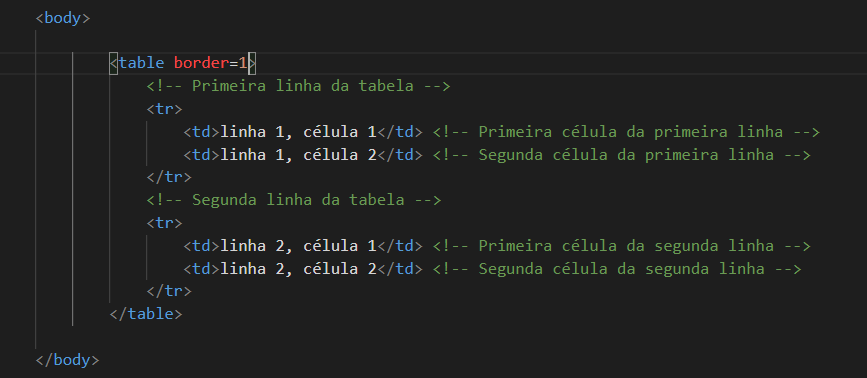 <body>
<table border=1>
<!-- Primeira linha da tabela -->
<tr>
<td>linha 1, célula 1</td> <!-- Primeira célula da primeira linha -->
<td>linha 1, célula 2</td> <!-- Segunda célula da primeira linha -->
</tr>
<!-- Segunda linha da tabela -->
<tr>
<td>linha 2, célula 1</td> <!-- Primeira célula da segunda linha -->
<td>linha 2, célula 2</td> <!-- Segunda célula da segunda linha -->
</tr>
</table>
</body>